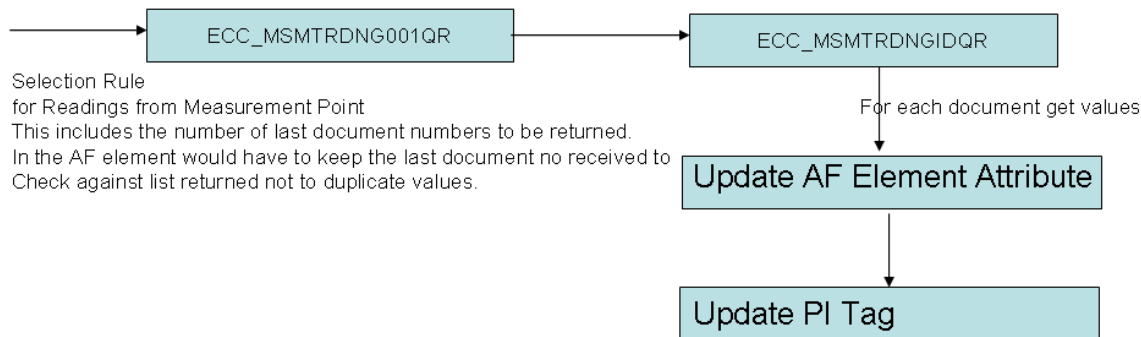 ECC_MSMTRDNG001QR
ECC_MSMTRDNGIDQR
Selection Rule
for Readings from Measurement Point
This includes the number of last document numbers to be returned.
In the AF element would have to keep the last document no received to
Check against list returned not to duplicate values.
For each document get values
Update AF Element Attribute
Update PI Tag